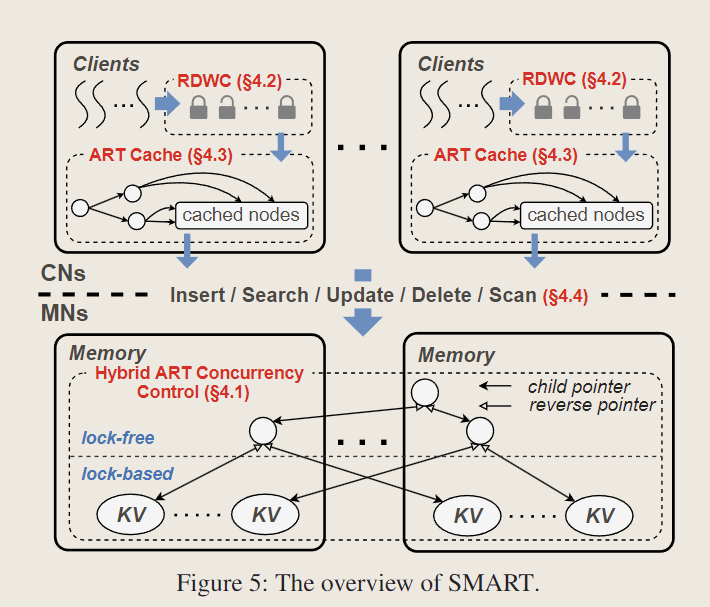 Clients
RDWC (§4.2)
ART Cache (§4.3)
cached nodes
Clients
RDWC (§4.2)
ART Cache (§4.3)
cached nodes
CNs
Insert / Search / Update / Delete / Scan (§4.4)
MNs
Memory
Memory
Hybrid ART Concurrency
Control (§4.1)
child pointer
reverse pointer
lock-free
lock-based
KV
KV
KV
KV
Figure 5: The overview of SMART.